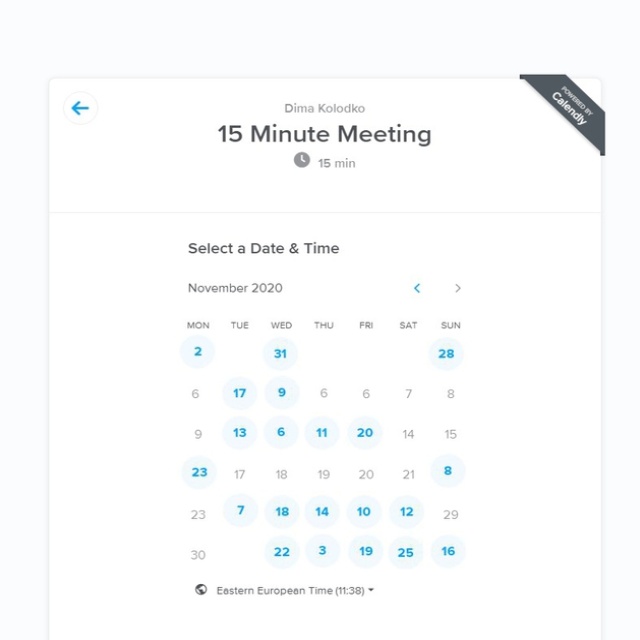 POWERED BY
Calendly
Dima Kolodko
15 Minute Meeting
15 min
Select a Date & Time
November 2020
MON TUE WED THU FRI SAT SUN
2 31 28
6 17 9 6 6 7 8
9 13 6 11 20 14 15
23 17 18 19 20 21 8
23 7 18 14 10 12 29
30 22 3 19 25 16
Eastern European Time (11:38)